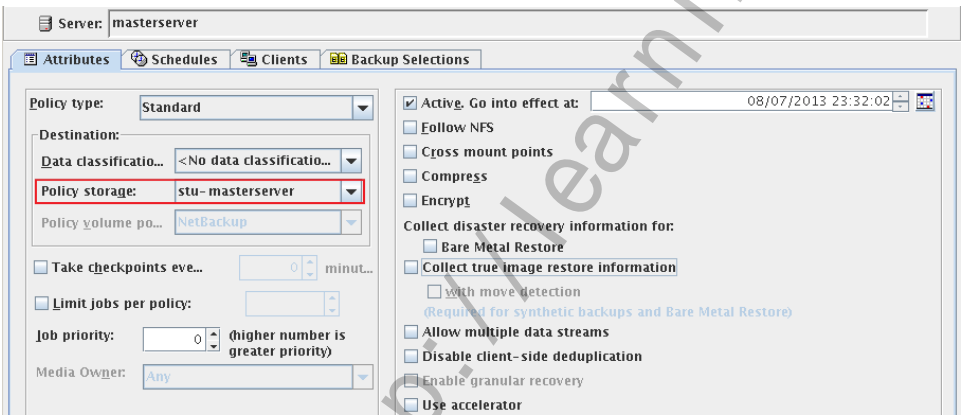 Server: masterserver
Attributes Schedules Clients Backup Selections
Policy type: Standard
Destination:
Data classificatio... <No data classificatio...
Policy storage: stu-masterserver
Policy volume po... NetBackup
Take checkpoints eve... 0 minut...
Limit jobs per policy:
Job priority: 0 (higher number is
greater priority)
Media Owner: Any
Active. Go into effect at: 08/07/2013 23:32:02
Follow NFS
Cross mount points
Compress
Encrypt
Collect disaster recovery information for:
Bare Metal Restore
Collect true image restore information
with move detection
(Required for synthetic backups and Bare Metal Restore)
Allow multiple data streams
Disable client-side deduplication
Enable granular recovery
Use accelerator
p://learn